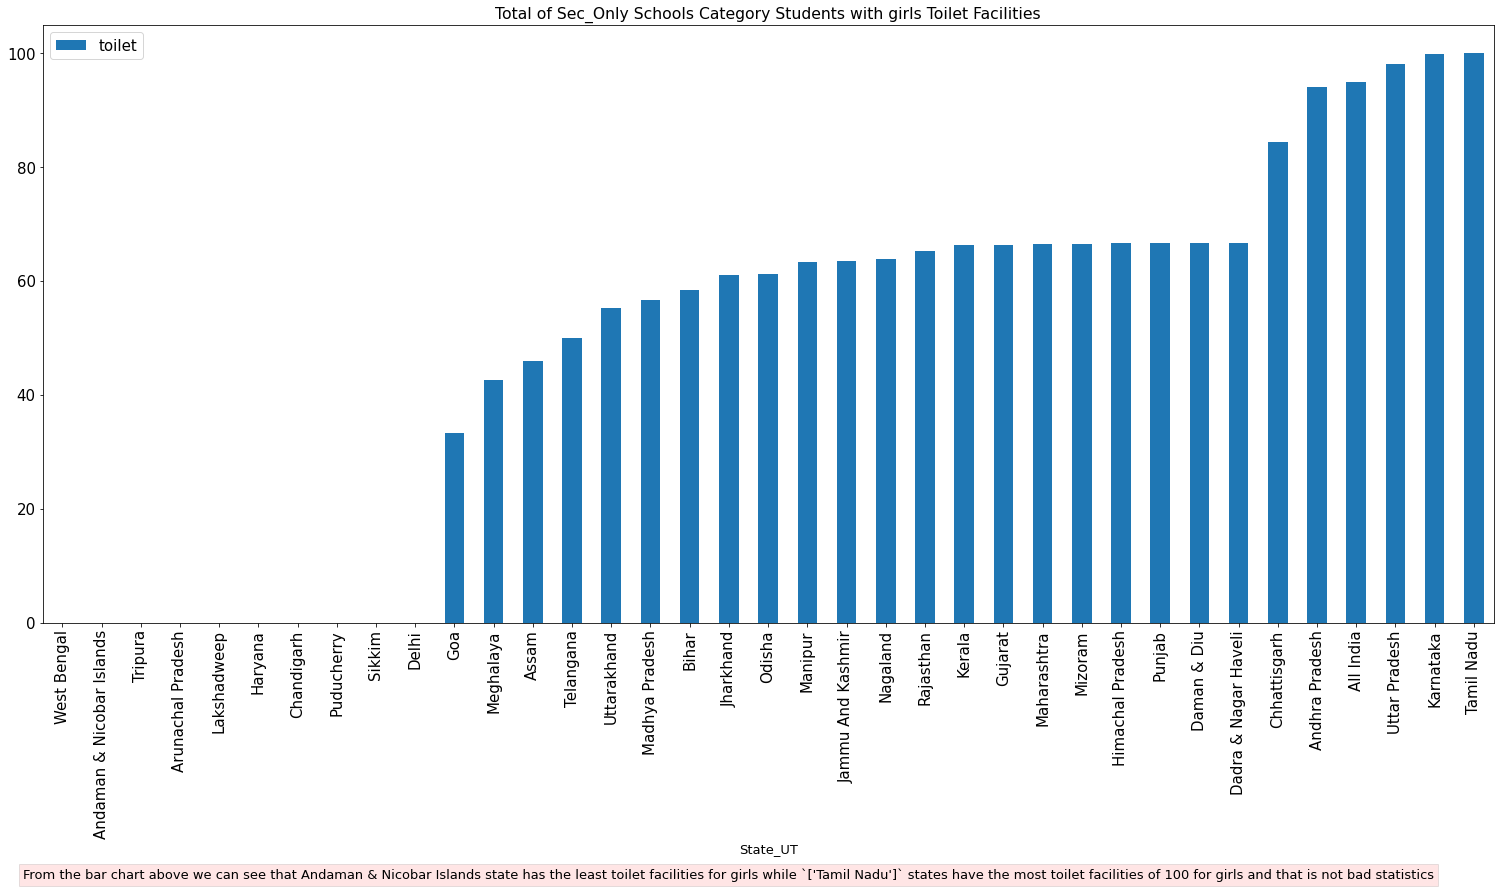 Total of Sec_Only Schools Category Students with girls Toilet Facilities
toilet
100
80
60
40
20
0
West Bengal
Andaman & Nicobar Islands
Tripura
Arunachal Pradesh
Lakshadweep
Haryana
Chandigarh
Puducherry
Sikkim
Delhi
Goa
Meghalaya
Assam
Telangana
Uttarakhand
Madhya Pradesh
Bihar
Jharkhand
Odisha
Manipur
Jammu And Kashmir
Nagaland
Rajasthan
Kerala
Gujarat
Maharashtra
Mizoram
Himachal Pradesh
Punjab
Daman & Diu
Dadra & Nagar Haveli
Chhattisgarh
Andhra Pradesh
All India
Uttar Pradesh
Karnataka
Tamil Nadu
State_UT
From the bar chart above we can see that Andaman & Nicobar Islands state has the least toilet facilities for girls while `['Tamil Nadu']` states have the most toilet facilities of 100 for girls and that is not bad statistics